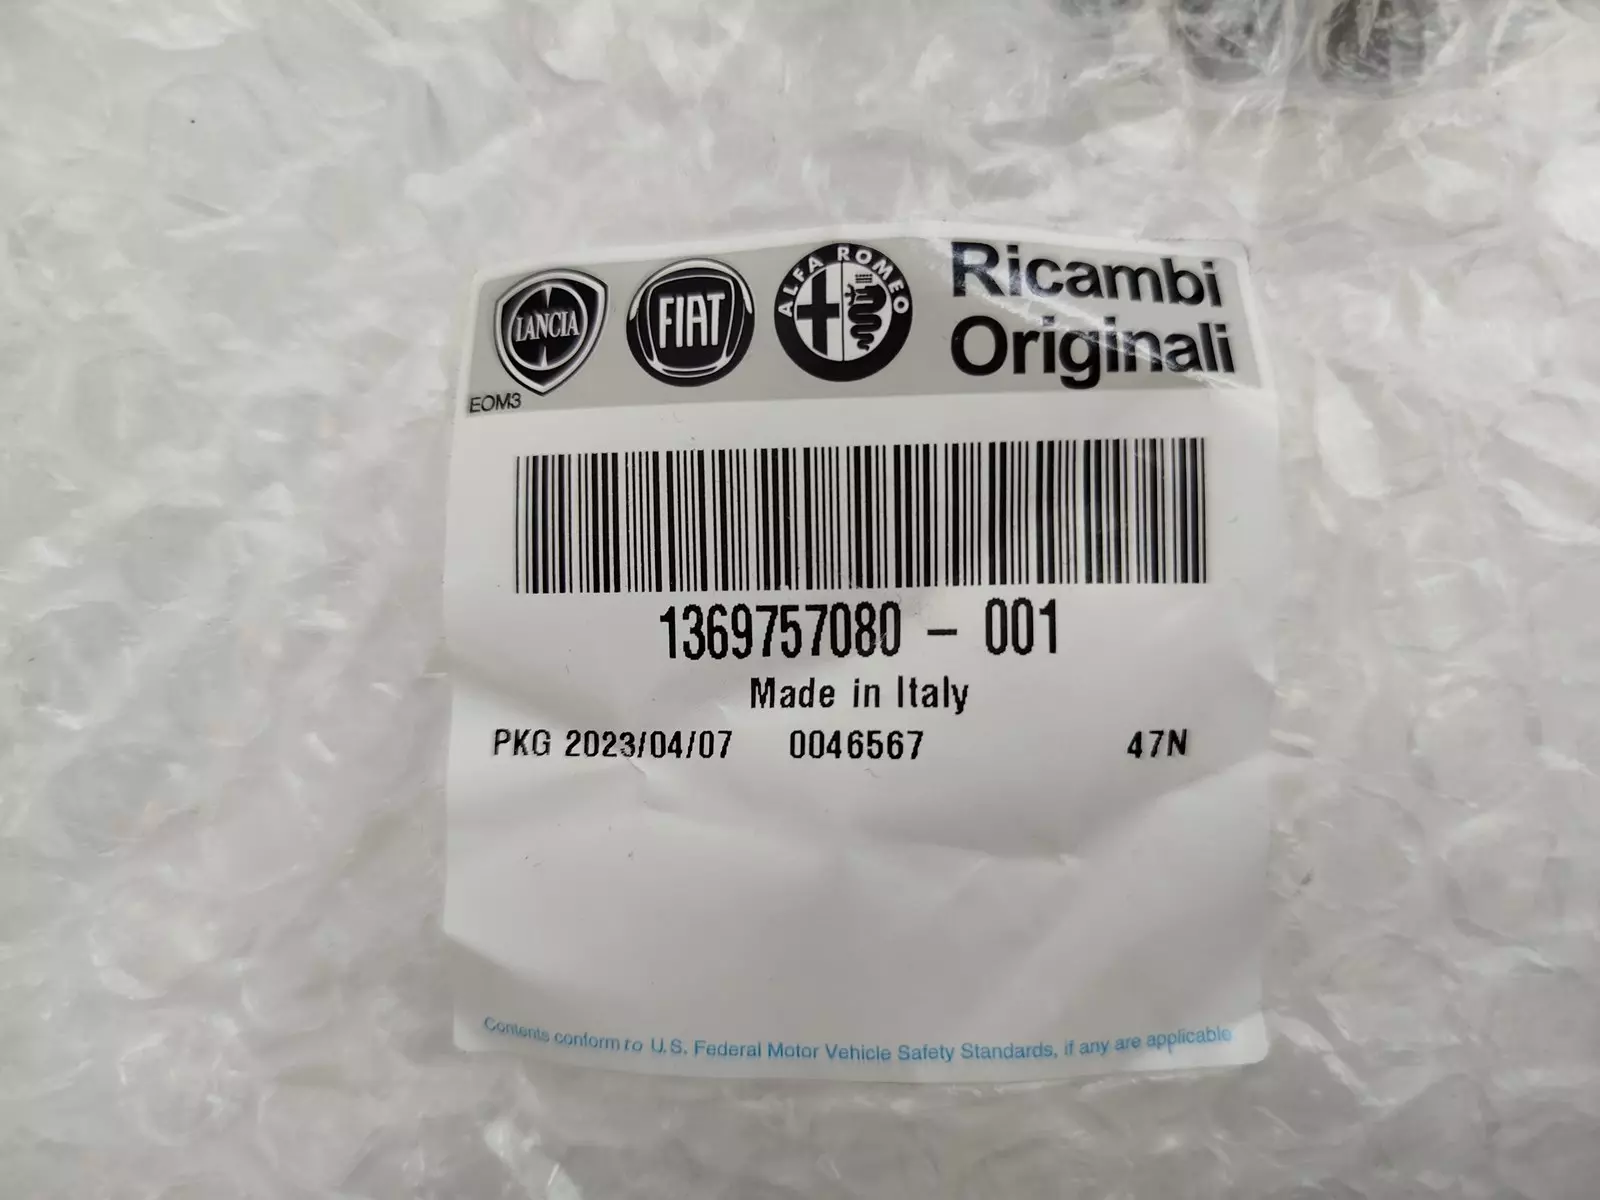 LANCIA
FIAT
ALFA ROMEO
Ricambi
Originali
EOM3
1369757080 – 001
Made in Italy
PKG 2023/04/07 0046567 47N
Contents conform to U.S. Federal Motor Vehicle Safety Standards, if any are applicable